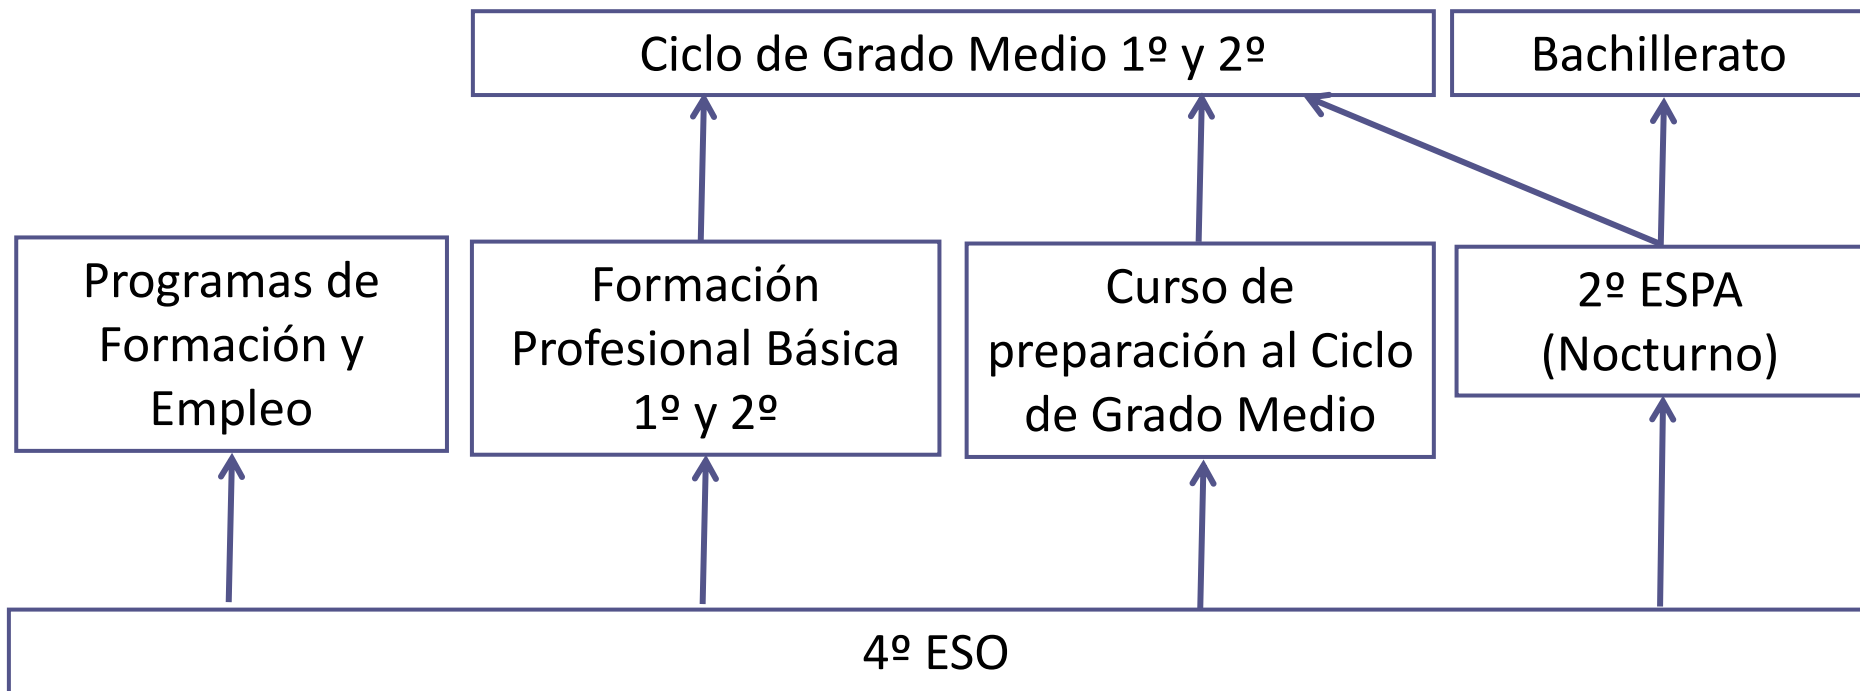 Ciclo de Grado Medio 1º y 2º
Bachillerato
Programas de
Formación y
Empleo
Formación
Profesional Básica
1º y 2º
Curso de
preparación al Ciclo
de Grado Medio
2º ESPA
(Nocturno)
4º ESO